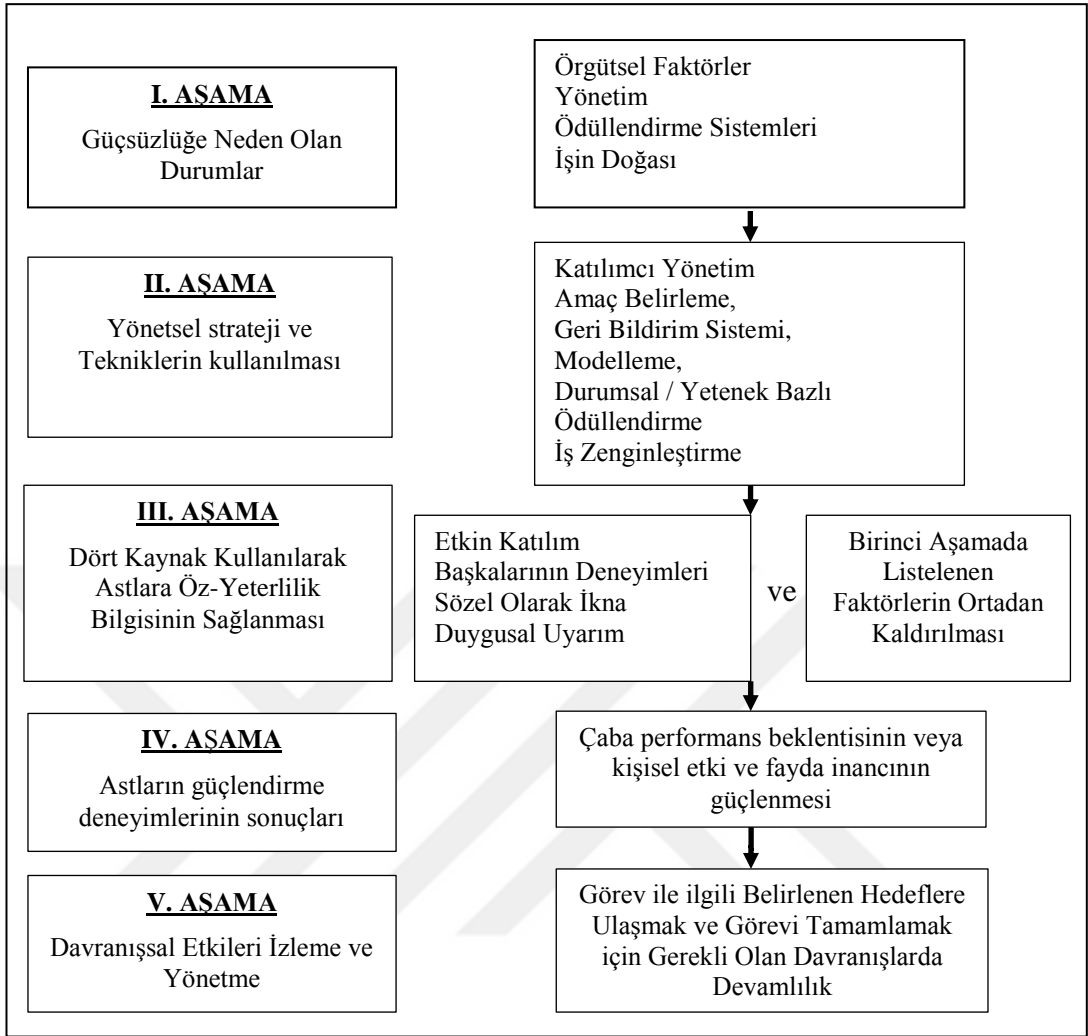 I. AŞAMA
Güçsüzlüğe Neden Olan
Durumlar
Örgütsel Faktörler
Yönetim
Ödüllendirme Sistemleri
İşin Doğası
II. AŞAMA
Yönetsel strateji ve
Tekniklerin kullanılması
Katılımcı Yönetim
Amaç Belirleme,
Geri Bildirim Sistemi,
Modelleme,
Durumsal / Yetenek Bazlı
Ödüllendirme
İş Zenginleştirme
III. AŞAMA
Dört Kaynak Kullanılarak
Astlara Öz-Yeterlilik
Bilgisinin Sağlanması
Etkin Katılım
Başkalarının Deneyimleri
Sözel Olarak İkna
Duygusal Uyarım
ve
Birinci Aşamada
Listelenen
Faktörlerin Ortadan
Kaldırılması
IV. AŞAMA
Astların güçlendirme
deneyimlerinin sonuçları
Çaba performans beklentisinin veya
kişisel etki ve fayda inancının
güçlenmesi
V. AŞAMA
Davranışsal Etkileri İzleme ve
Yönetme
Görev ile ilgili Belirlenen Hedeflere
Ulaşmak ve Görevi Tamamlamak
için Gerekli Olan Davranışlarda
Devamlılık